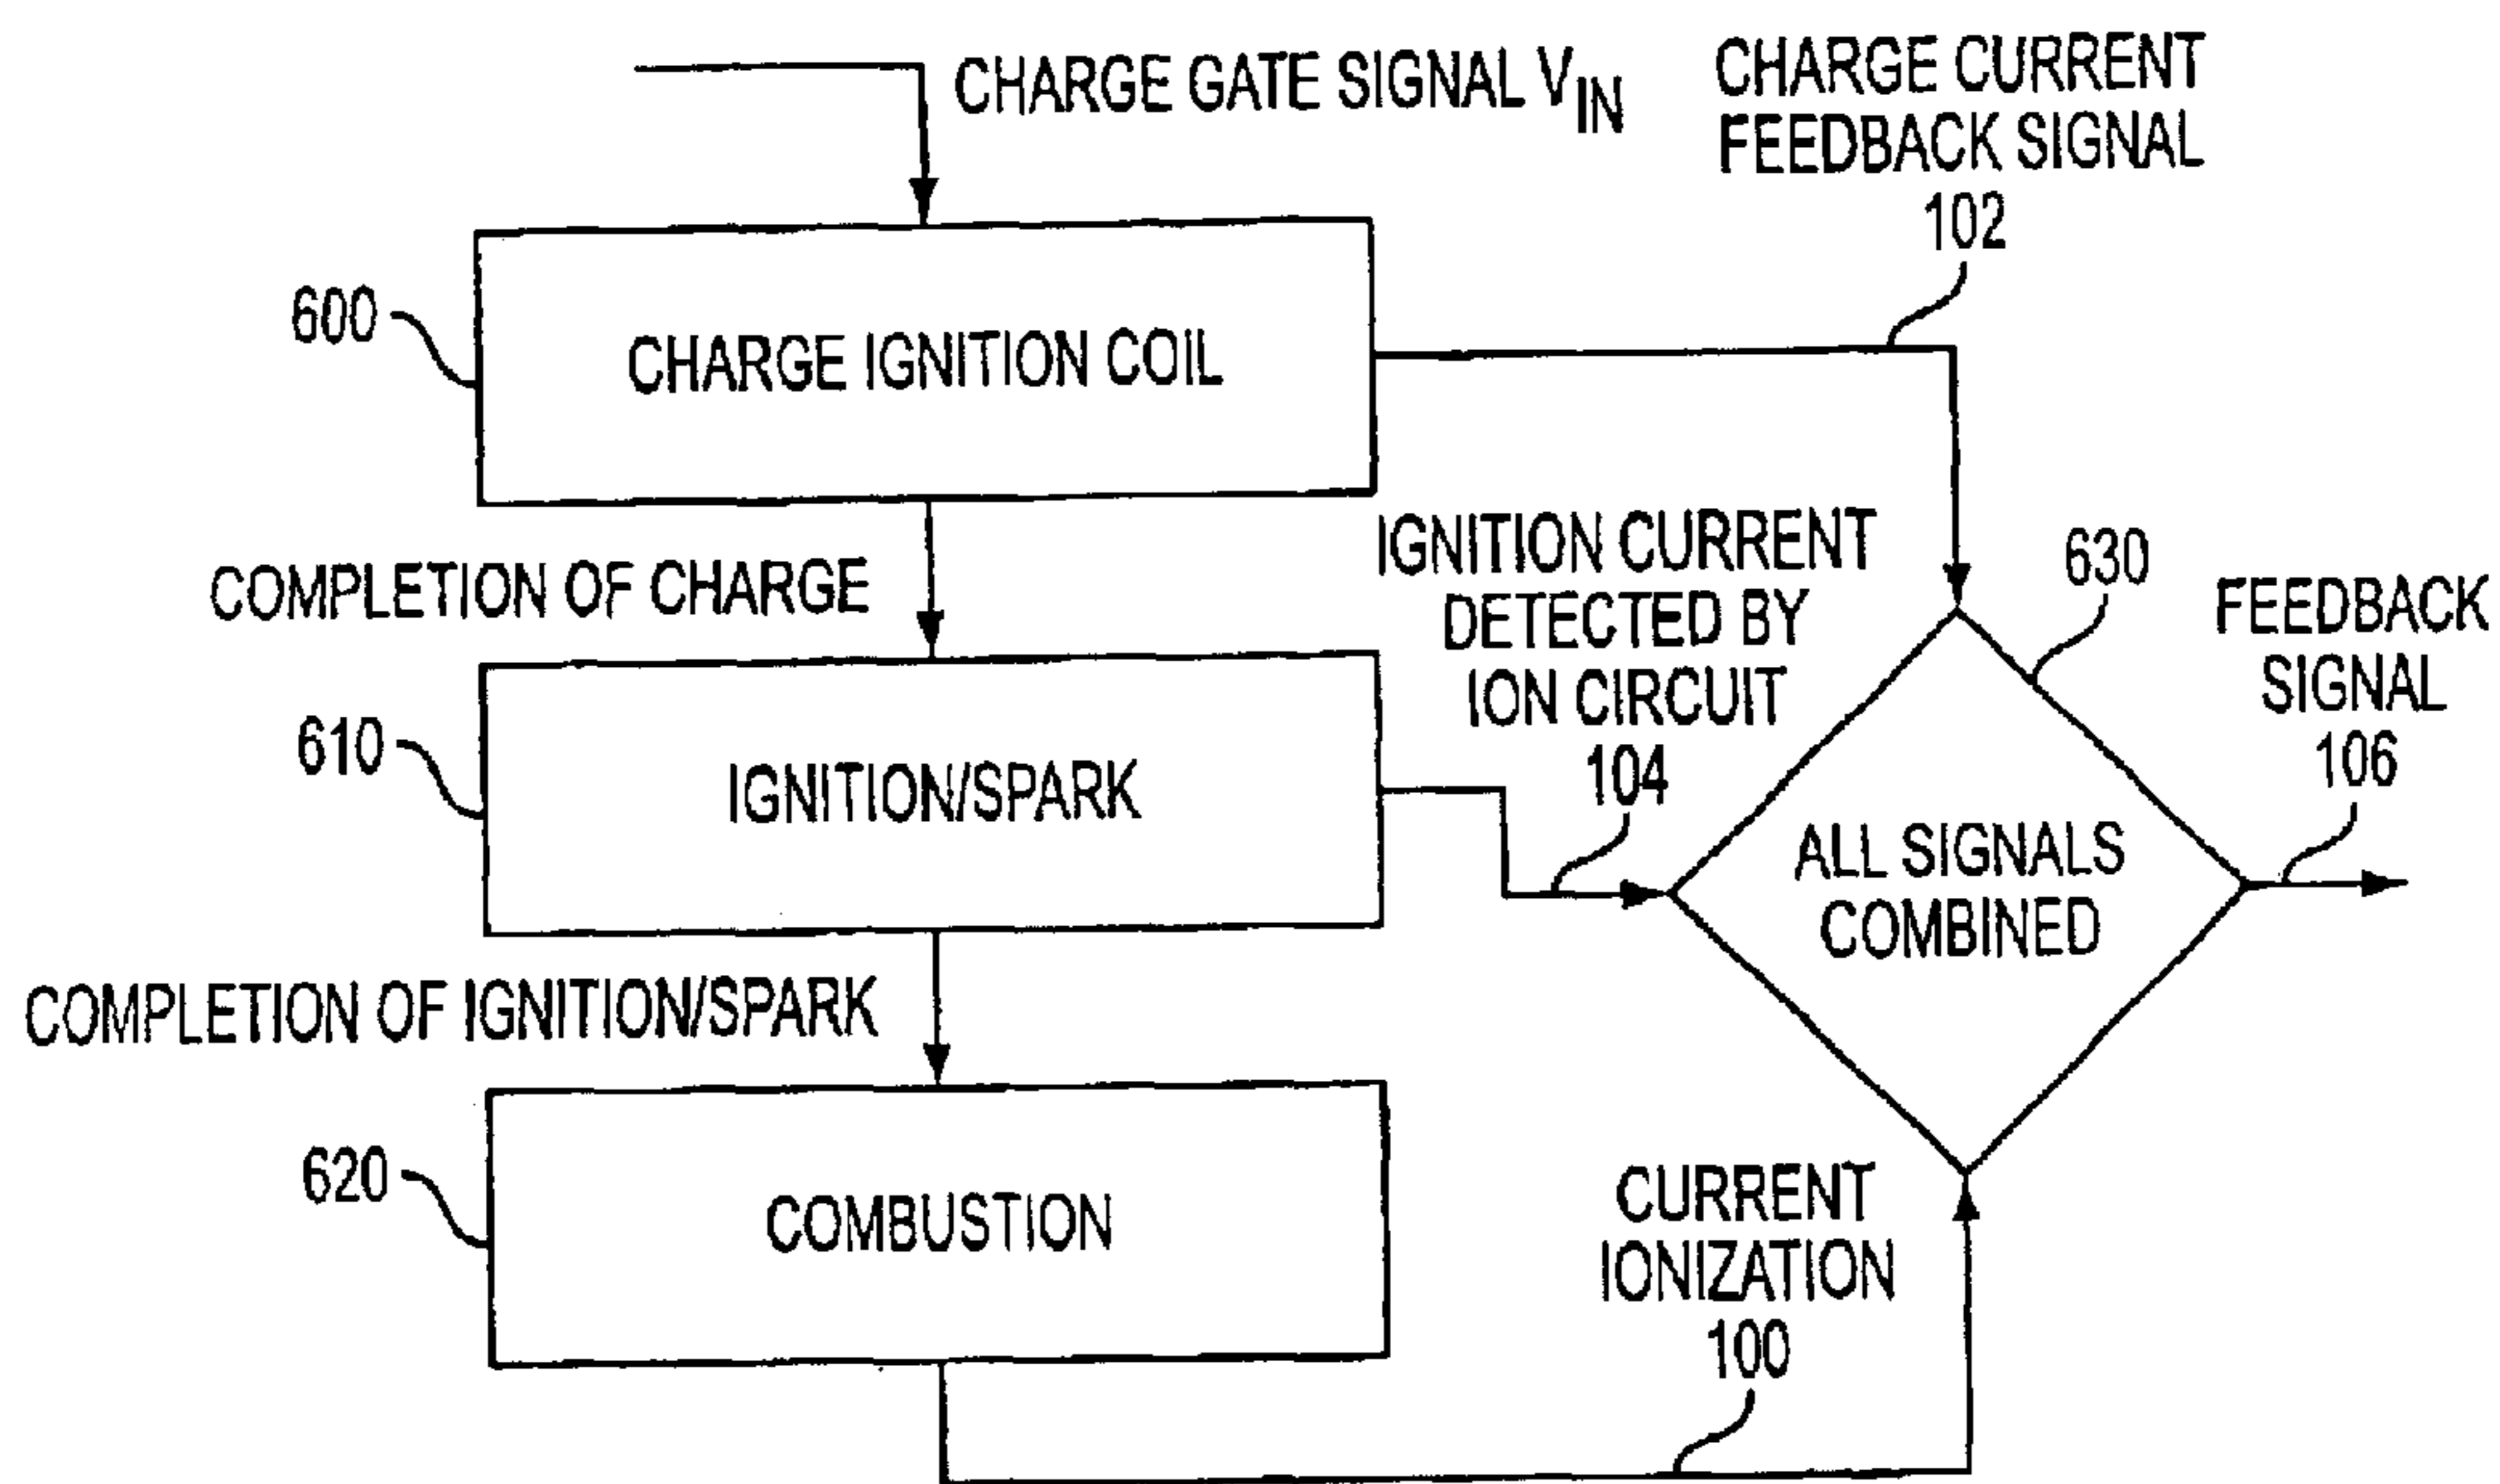 CHARGE GATE SIGNAL VIN
CHARGE CURRENT
FEEDBACK SIGNAL
102
600
CHARGE IGNITION COIL
COMPLETION OF CHARGE
IGNITION CURRENT
DETECTED BY
ION CIRCUIT
104
630
FEEDBACK
SIGNAL
106
610
IGNITION/SPARK
ALL SIGNALS
COMBINED
COMPLETION OF IGNITION/SPARK
620
COMBUSTION
CURRENT
IONIZATION
100